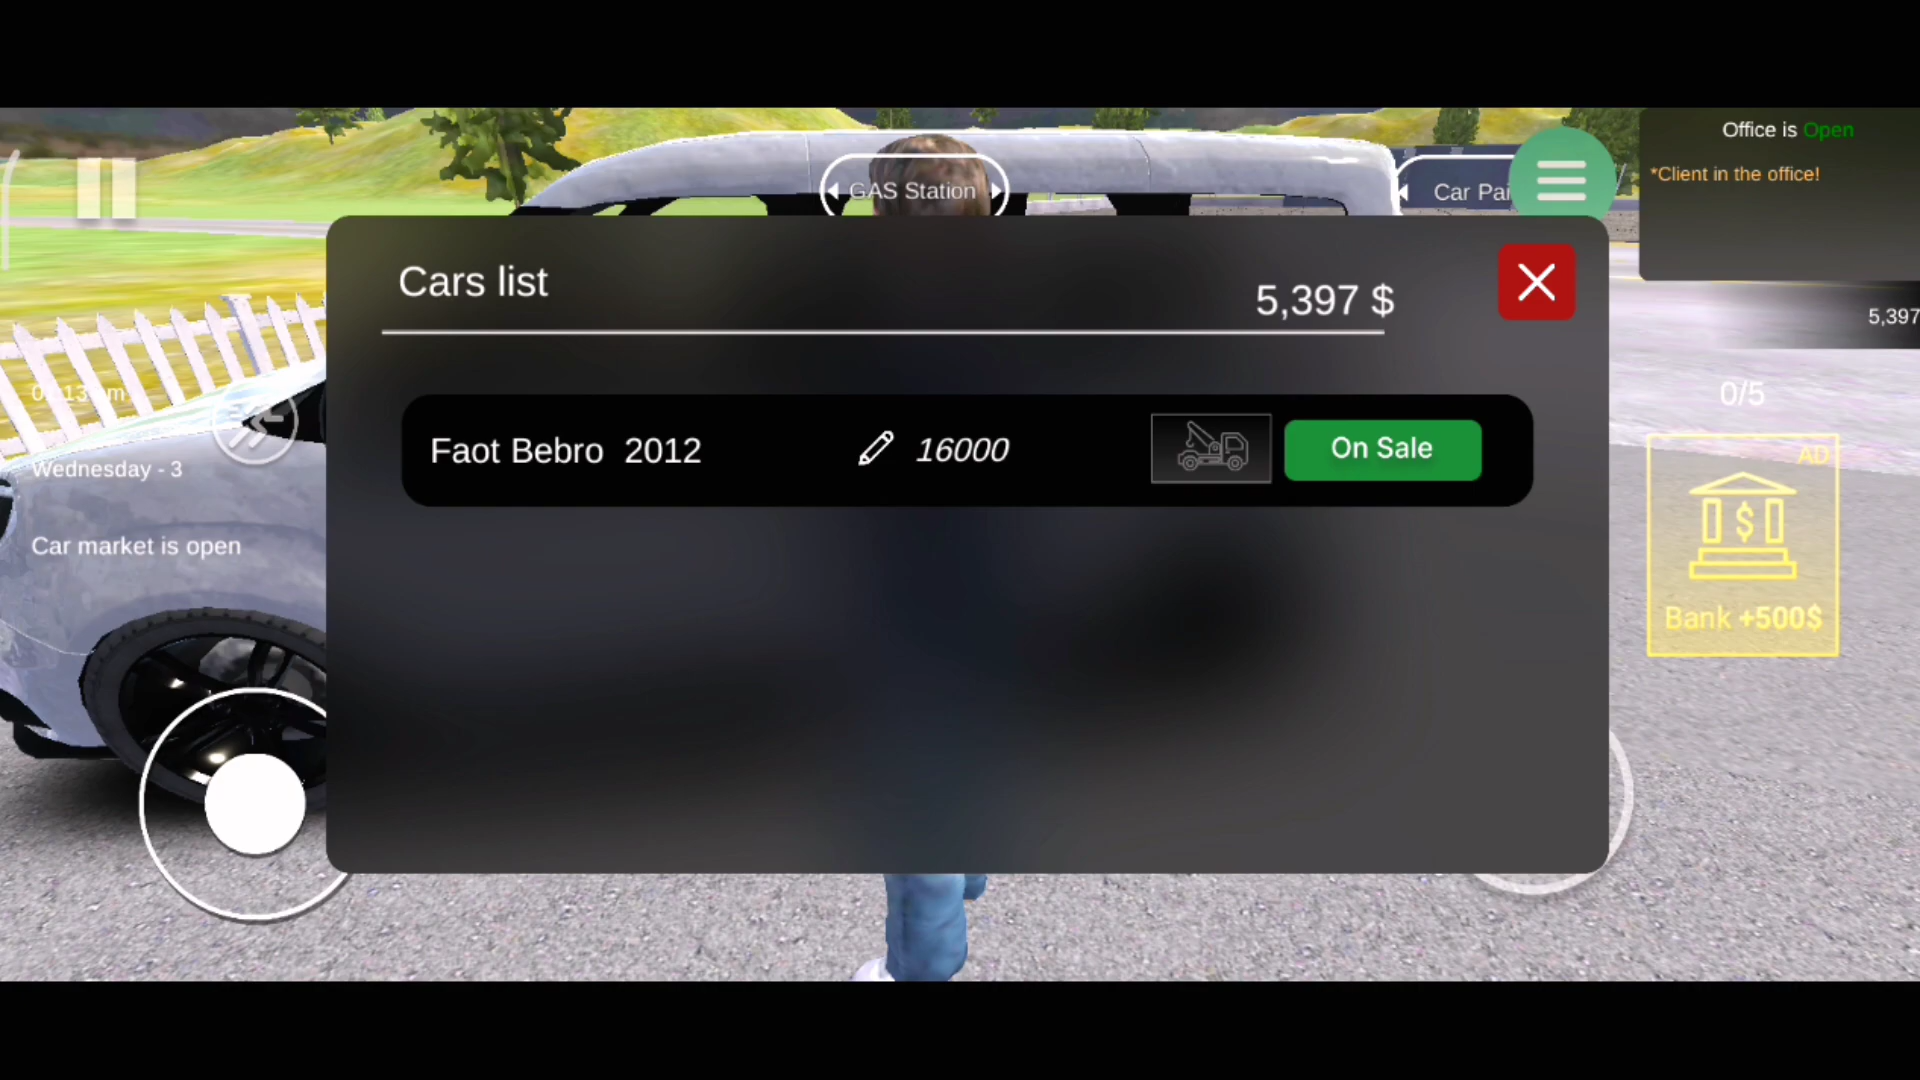 Office is Open
*Client in the office!
GAS Station
Car Pai
Cars list
5,397 $
5,397
0/5
Faot Bebro 2012
16000
On Sale
Wednesday - 3
Car market is open
AD
Bank +500$